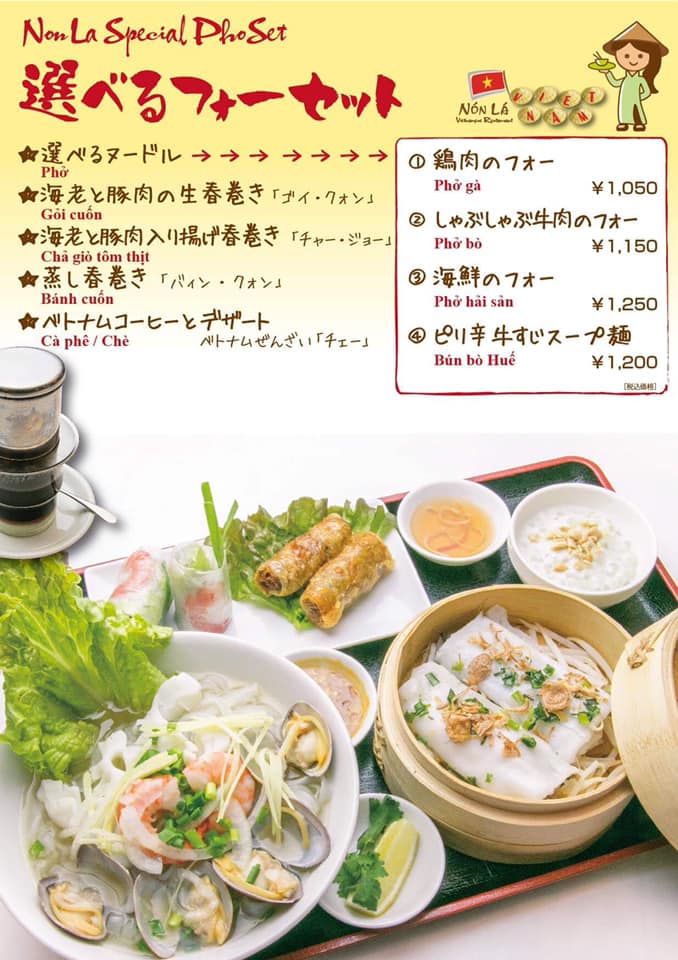 Non La Special Pho Set
選べるフォーセット
NÓN LÁ
Vietnamese Restaurant
VIET NAM
★選べるヌードル→→→→→→→→
Phở
★海老と豚肉の生春巻き「ゴイ・クォン」
Gỏi cuốn
★海老と豚肉入り揚げ春巻き「チャー・ジョー」
Chả giò tôm thịt
★蒸し春巻き「バイン・クォン」
Bánh cuốn
★ベトナムコーヒーとデザート
Cà phê / Chè ベトナムぜんざい「チェー」
① 鶏肉のフォー
Phở gà ¥1,050
② しゃぶしゃぶ牛肉のフォー
Phở bò ¥1,150
③ 海鮮のフォー
Phở hải sản ¥1,250
④ ピリ辛牛すじスープ麺
Bún bò Huế ¥1,200
[税込価格]